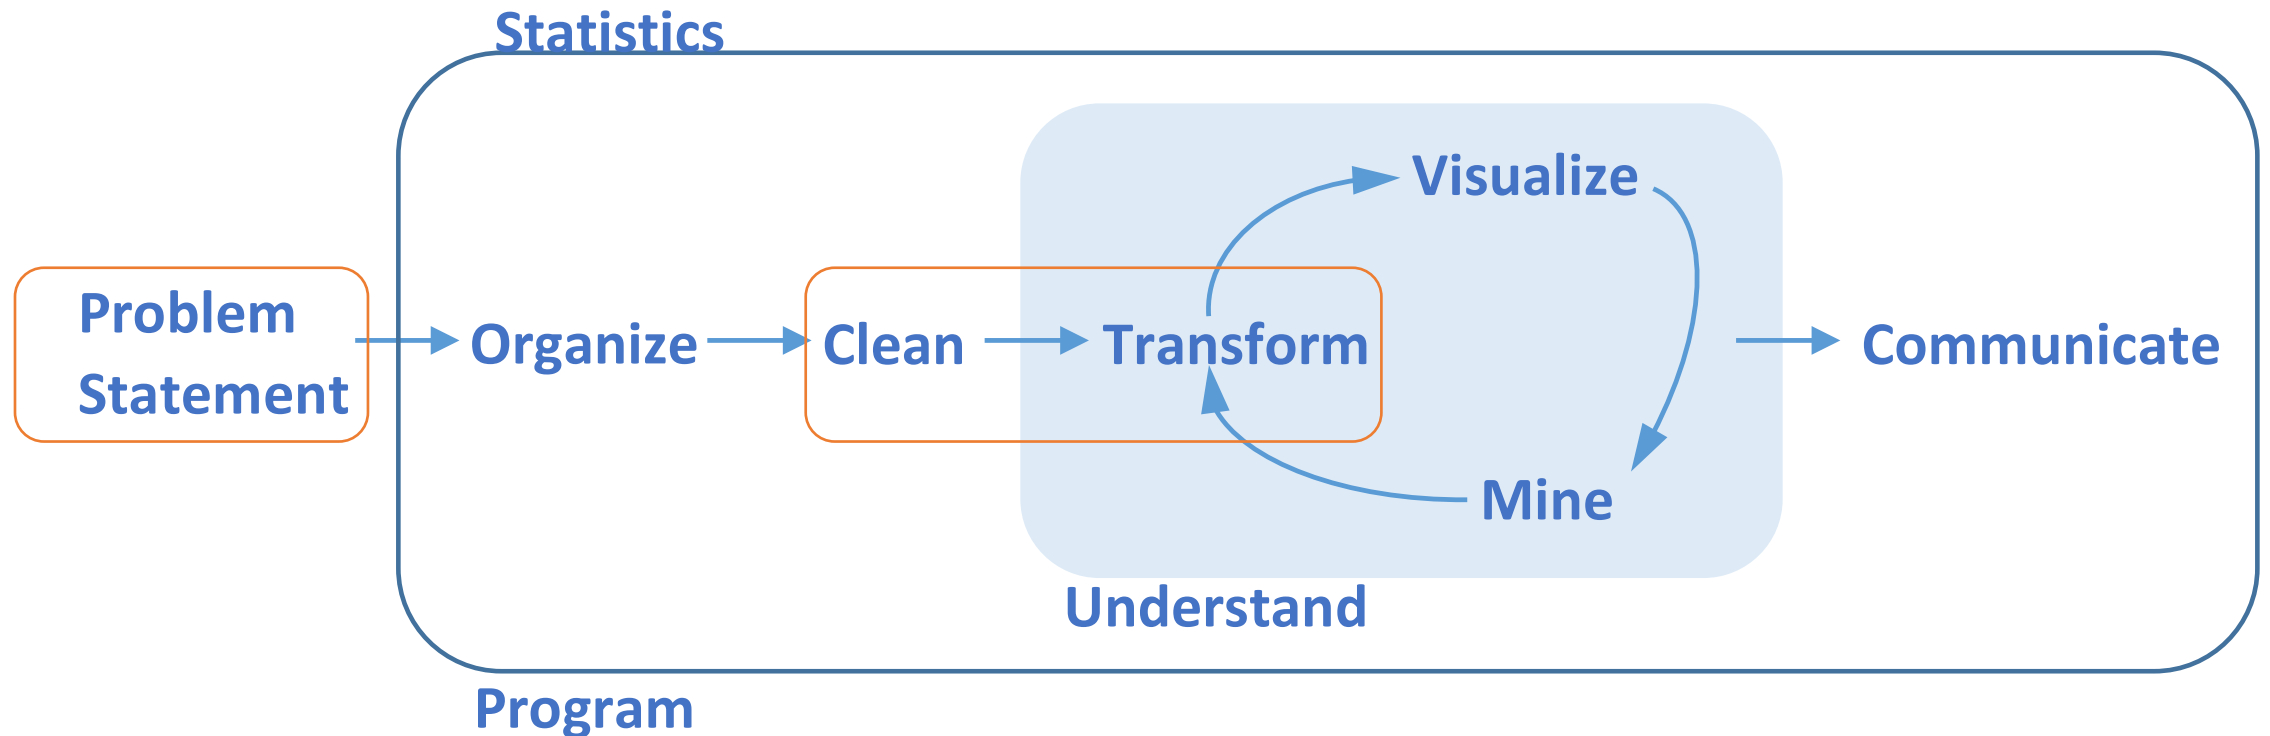 Statistics
Visualize
Problem
Statement
Organize
Clean
Transform
Communicate
Mine
Understand
Program